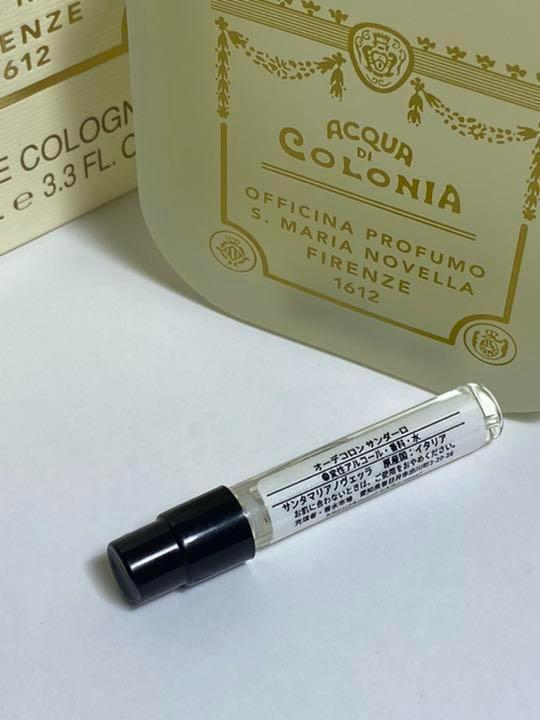 ENZE
1612
E COLOGN
L e 3.3 FL. O
ACQUA
DI
COLONIA
OFFICINA PROFUMO
S. MARIA NOVELLA
FIRENZE
1612
オーデコロンサンダーロ
●変性アルコール・香料・水
サンタマリアノヴェッラ 原産国：イタリア
お肌に合わないときは、ご使用をおやめください。